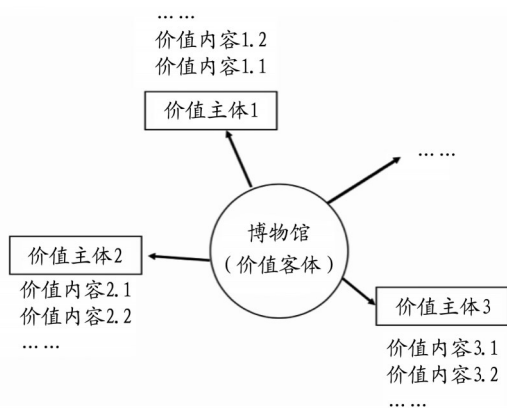 ……
价值内容1.2
价值内容1.1
价值主体1
……
博物馆
（价值客体）
价值主体2
价值内容2.1
价值内容2.2
……
价值主体3
价值内容3.1
价值内容3.2
……